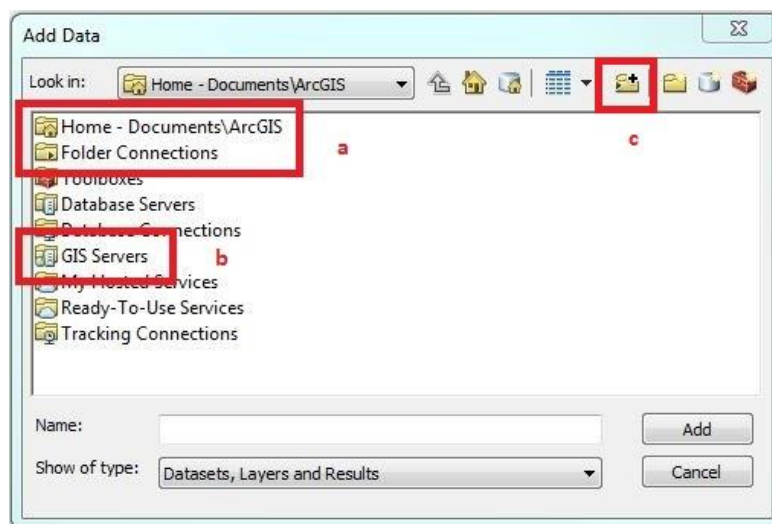 Add Data
Look in: Home - Documents\ArcGIS
c
Home - Documents\ArcGIS
Folder Connections
a
Toolboxes
Database Servers
Database Connections
GIS Servers
b
My Hosted Services
Ready-To-Use Services
Tracking Connections
Name:
Add
Show of type: Datasets, Layers and Results
Cancel